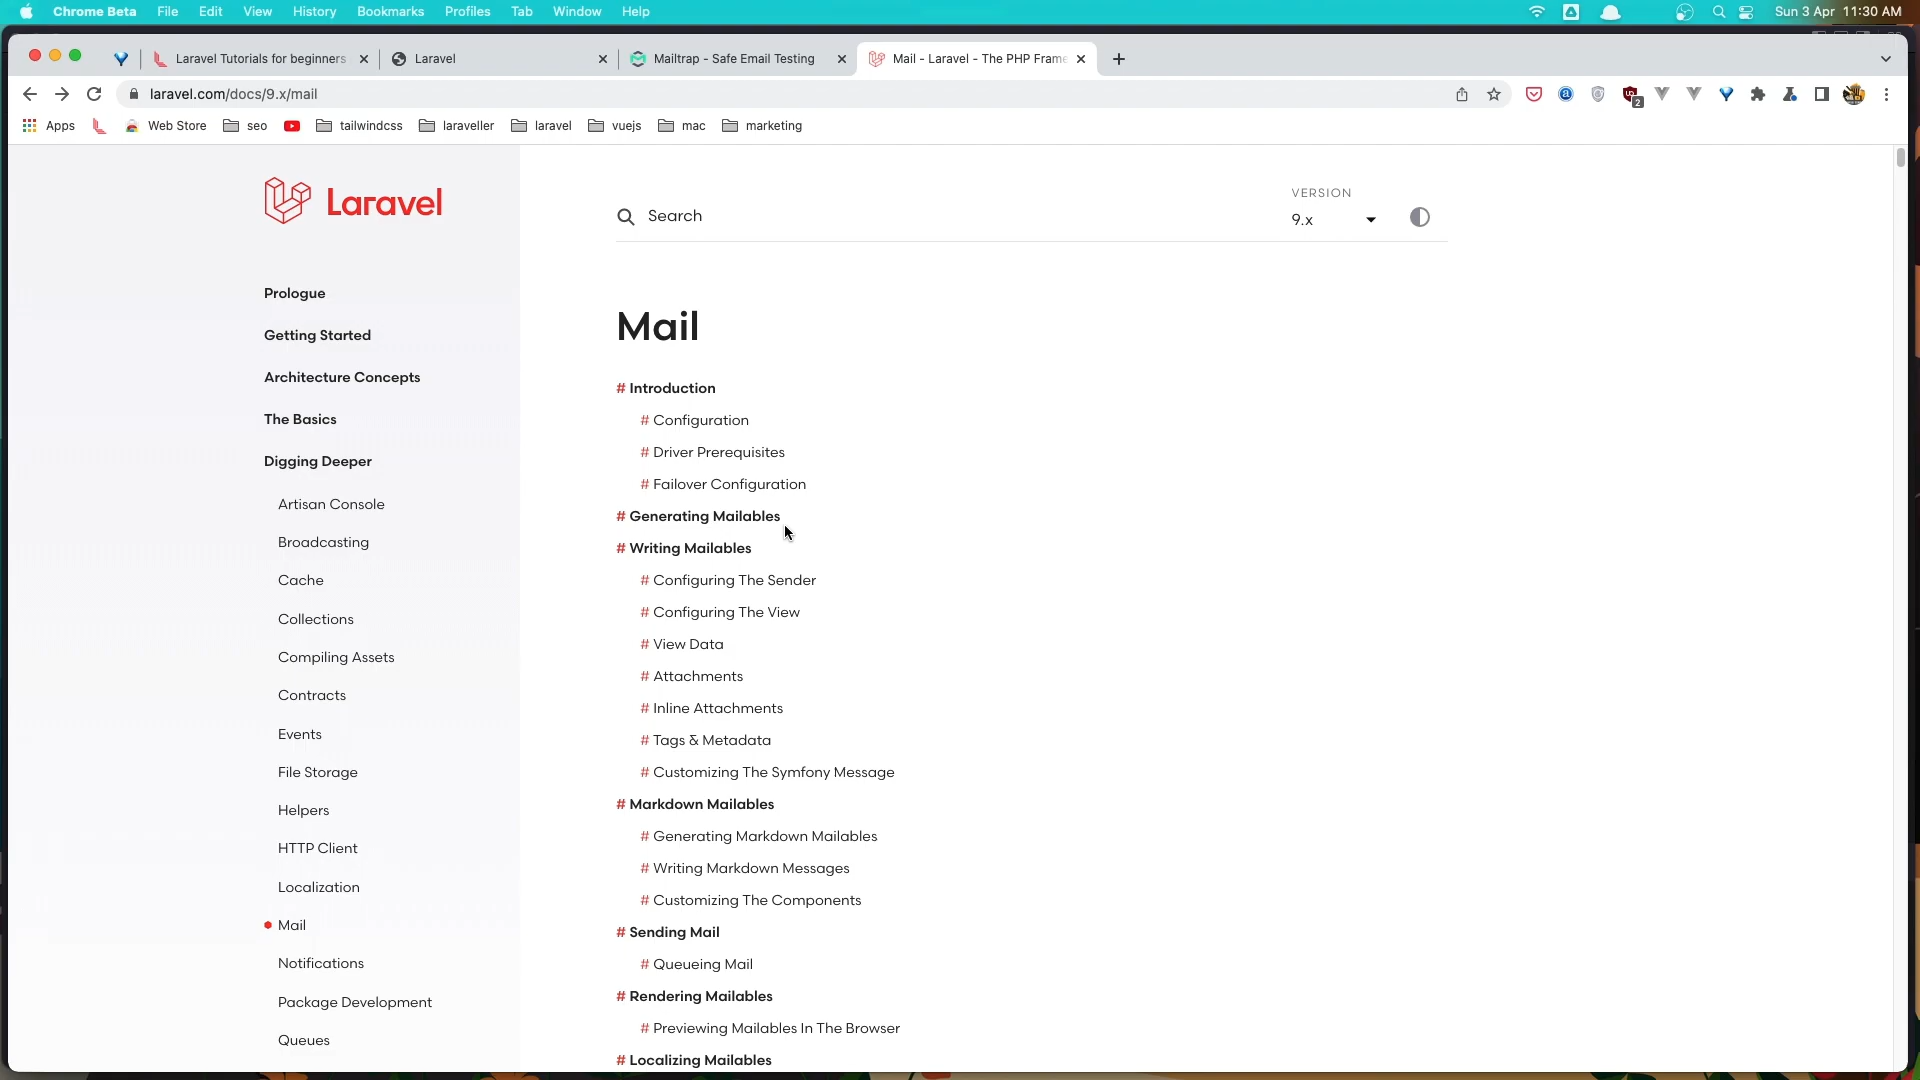 Chrome Beta File Edit View History Bookmarks Profiles Tab Window Help Sun 3 Apr 11:30 AM
Laravel Tutorials for beginners Laravel Mailtrap - Safe Email Testing Mail - Laravel - The PHP Frame
laravel.com/docs/9.x/mail 2
Apps Web Store seo tailwindcss laraveller laravel vuejs mac marketing
Laravel
VERSION
Search
9.x
Prologue
Getting Started
Architecture Concepts
The Basics
Digging Deeper
Artisan Console
Broadcasting
Cache
Collections
Compiling Assets
Contracts
Events
File Storage
Helpers
HTTP Client
Localization
Mail
Notifications
Package Development
Queues
Mail
# Introduction
# Configuration
# Driver Prerequisites
# Failover Configuration
# Generating Mailables
# Writing Mailables
# Configuring The Sender
# Configuring The View
# View Data
# Attachments
# Inline Attachments
# Tags & Metadata
# Customizing The Symfony Message
# Markdown Mailables
# Generating Markdown Mailables
# Writing Markdown Messages
# Customizing The Components
# Sending Mail
# Queueing Mail
# Rendering Mailables
# Previewing Mailables In The Browser
# Localizing Mailables